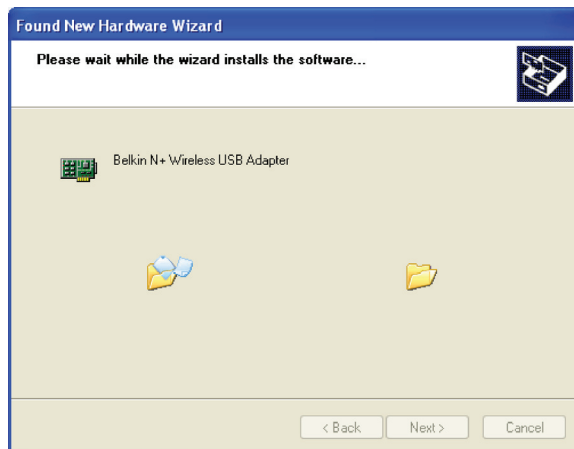 Found New Hardware Wizard
Please wait while the wizard installs the software...
Belkin N+ Wireless USB Adapter
< Back
Next >
Cancel